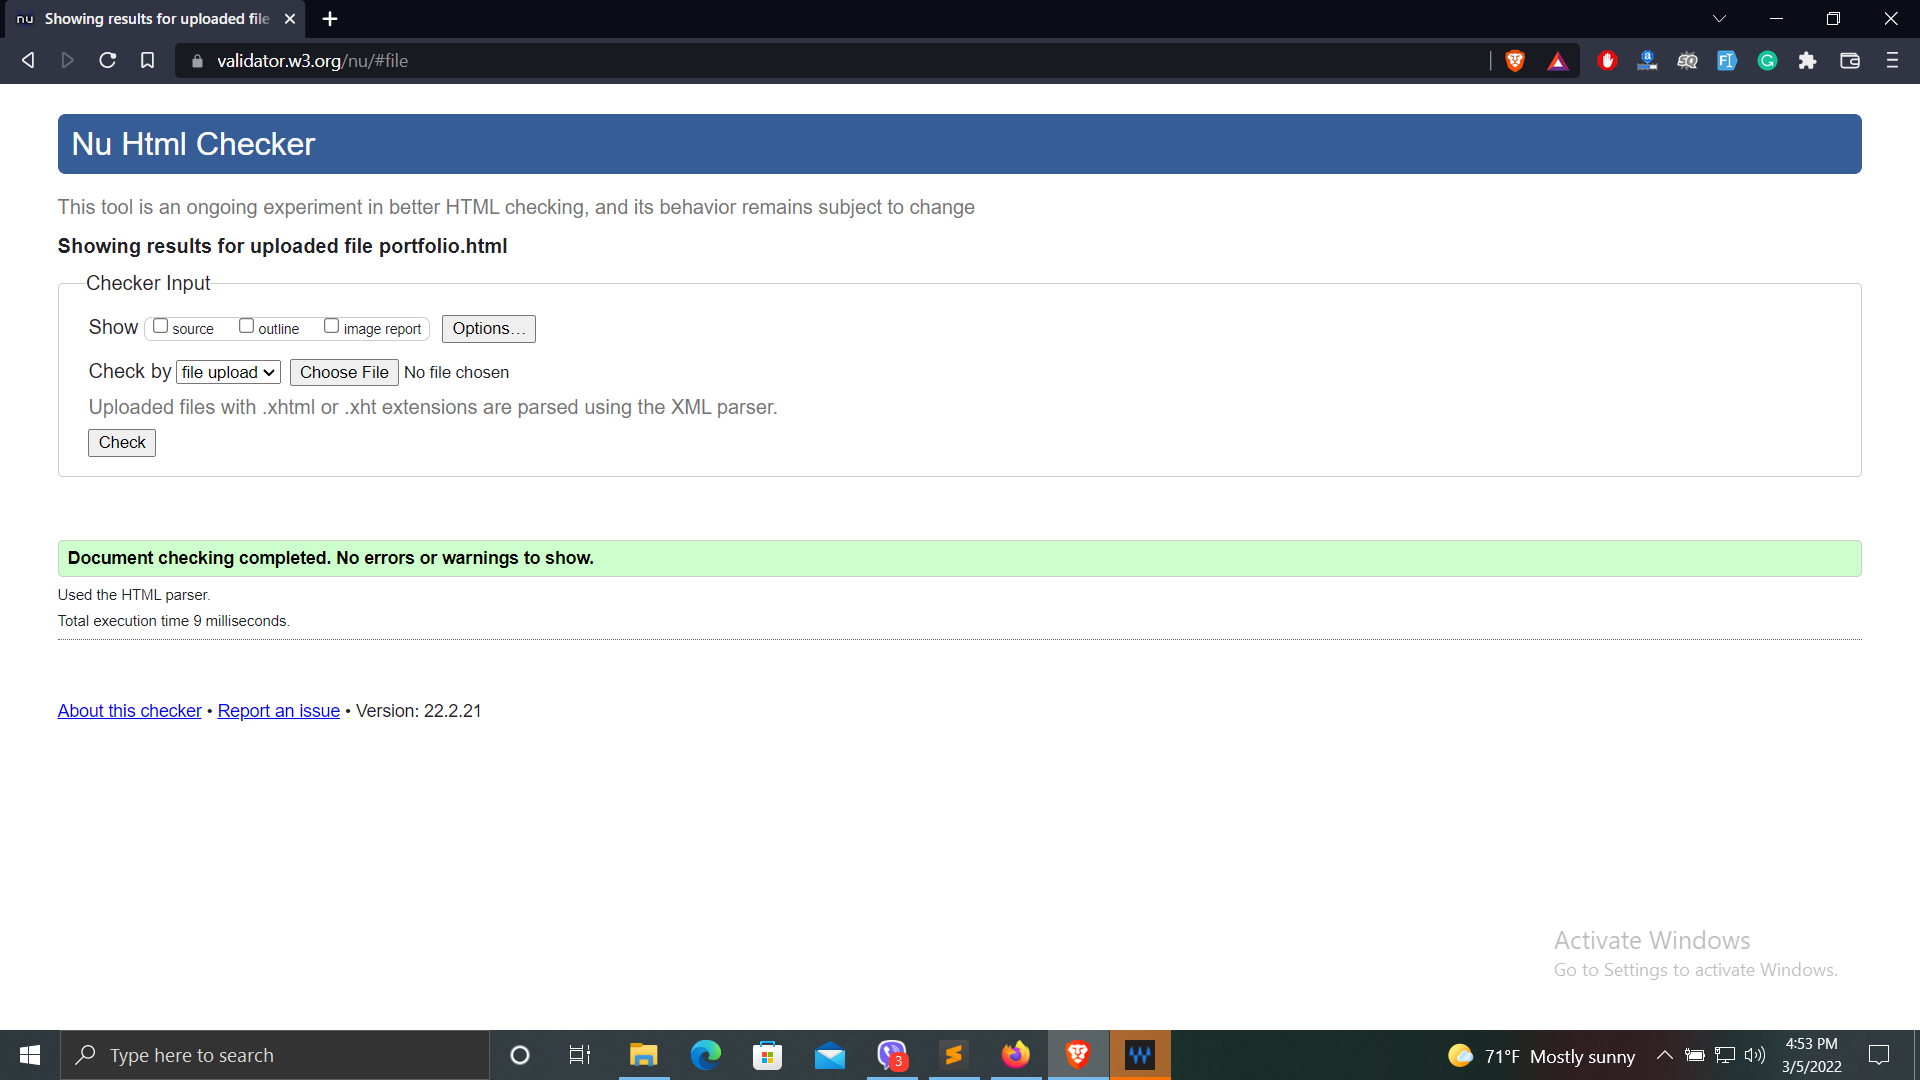 nu Showing results for uploaded file
validator.w3.org/nu/#file
Nu Html Checker
This tool is an ongoing experiment in better HTML checking, and its behavior remains subject to change
Showing results for uploaded file portfolio.html
Checker Input
Show source outline image report Options…
Check by file upload Choose File No file chosen
Uploaded files with .xhtml or .xht extensions are parsed using the XML parser.
Check
Document checking completed. No errors or warnings to show.
Used the HTML parser.
Total execution time 9 milliseconds.
About this checker • Report an issue • Version: 22.2.21
Activate Windows
Go to Settings to activate Windows.
Type here to search
3
71°F Mostly sunny
4:53 PM
3/5/2022